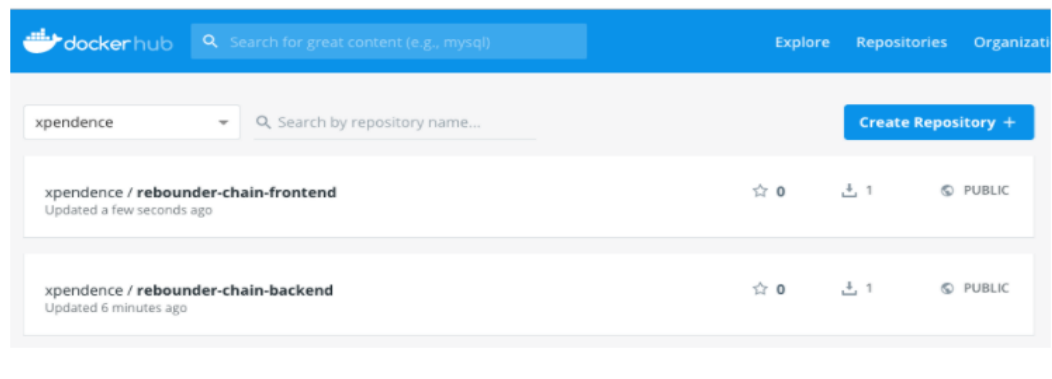 dockerhub Search for great content (e.g., mysql) Explore Repositories Organizati
xpendence Search by repository name... Create Repository +
xpendence / rebounder-chain-frontend 0 1 PUBLIC
Updated a few seconds ago
xpendence / rebounder-chain-backend 0 1 PUBLIC
Updated 6 minutes ago